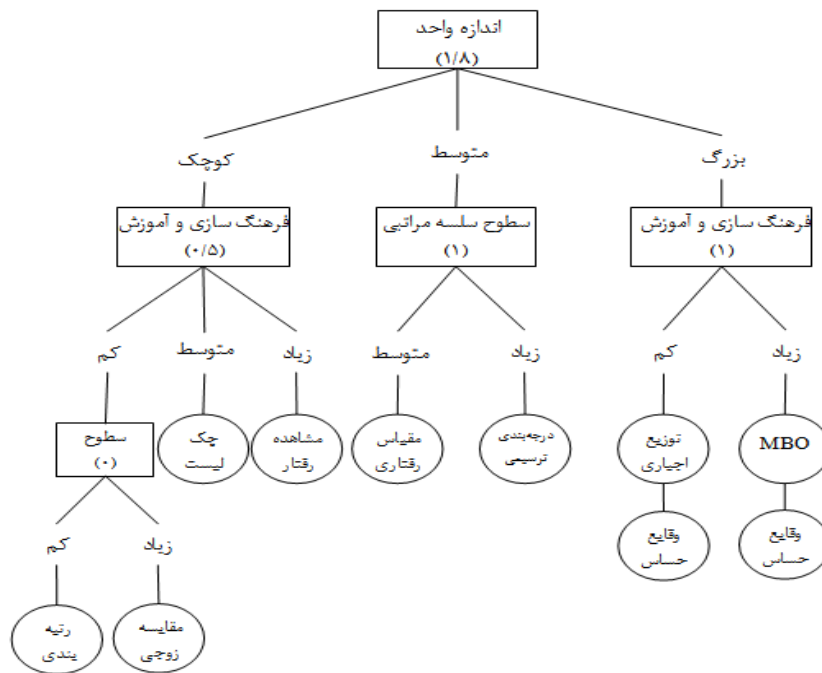 اندازه واحد
(۱/۸)
بزرگ
متوسط
کوچک
فرهنگ سازی و آموزش
(۱)
سطوح سلسه مراتبی
(۱)
فرهنگ سازی و آموزش
(۰/۵)
زیاد
کم
زیاد
متوسط
زیاد
متوسط
کم
MBO
توزیع
اجباری
درجه‌بندی
ترسیمی
مقیاس
رفتاری
مشاهده
رفتار
چک
لیست
سطوح
(۰)
وقایع
حساس
وقایع
حساس
زیاد
کم
مقایسه
زوجی
رتبه
بندی